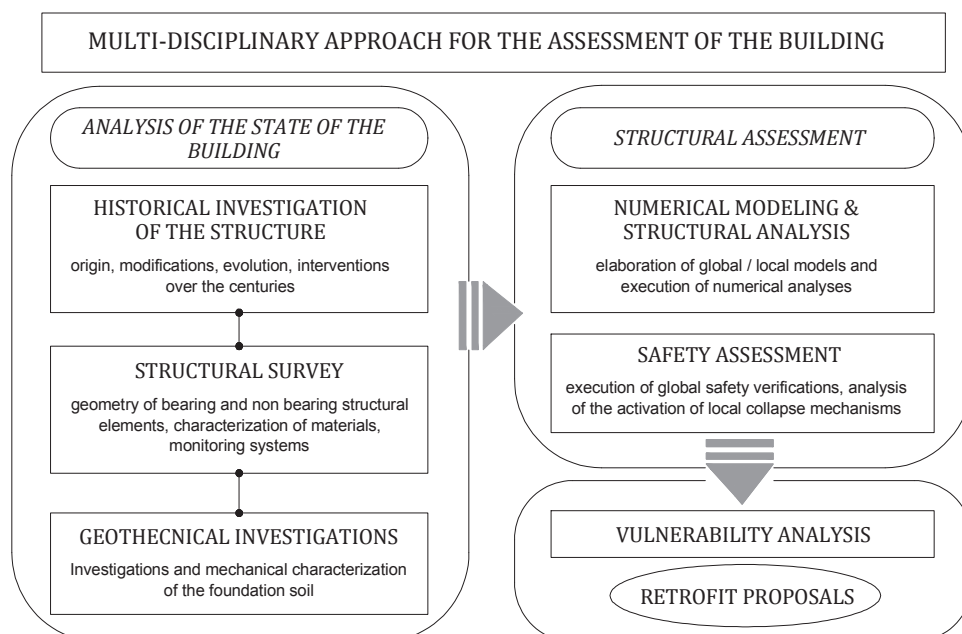 MULTI-DISCIPLINARY APPROACH FOR THE ASSESSMENT OF THE BUILDING
ANALYSIS OF THE STATE OF THE
BUILDING
HISTORICAL INVESTIGATION
OF THE STRUCTURE
origin, modifications, evolution, interventions
over the centuries
STRUCTURAL SURVEY
geometry of bearing and non bearing structural
elements, characterization of materials,
monitoring systems
GEOTHECNICAL INVESTIGATIONS
Investigations and mechanical characterization
of the foundation soil
STRUCTURAL ASSESSMENT
NUMERICAL MODELING &
STRUCTURAL ANALYSIS
elaboration of global / local models and
execution of numerical analyses
SAFETY ASSESSMENT
execution of global safety verifications, analysis
of the activation of local collapse mechanisms
VULNERABILITY ANALYSIS
RETROFIT PROPOSALS